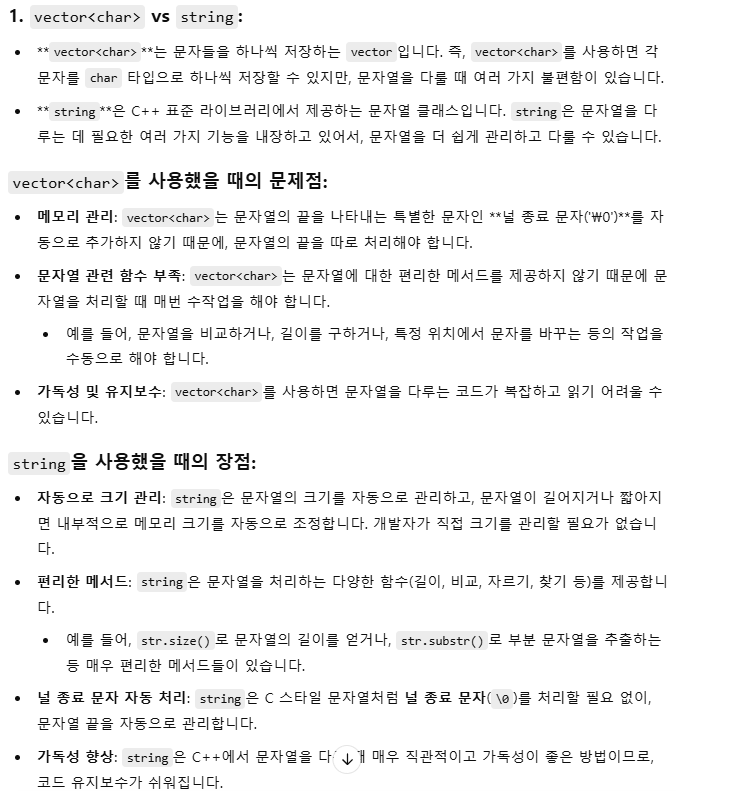 1. vector<char> vs string:
• **vector<char>**는 문자들을 하나씩 저장하는 vector입니다. 즉, vector<char>를 사용하면 각
문자를 char 타입으로 하나씩 저장할 수 있지만, 문자열을 다룰 때 여러 가지 불편함이 있습니다.
• **string**은 C++ 표준 라이브러리에서 제공하는 문자열 클래스입니다. string은 문자열을 다
루는 데 필요한 여러 가지 기능을 내장하고 있어서, 문자열을 더 쉽게 관리하고 다룰 수 있습니다.
vector<char>를 사용했을 때의 문제점:
• 메모리 관리: vector<char>는 문자열의 끝을 나타내는 특별한 문자인 **널 종료 문자('₩0')**를 자
동으로 추가하지 않기 때문에, 문자열의 끝을 따로 처리해야 합니다.
• 문자열 관련 함수 부족: vector<char>는 문자열에 대한 편리한 메서드를 제공하지 않기 때문에 문
자열을 처리할 때 매번 수작업을 해야 합니다.
• 예를 들어, 문자열을 비교하거나, 길이를 구하거나, 특정 위치에서 문자를 바꾸는 등의 작업을
수동으로 해야 합니다.
• 가독성 및 유지보수: vector<char>를 사용하면 문자열을 다루는 코드가 복잡하고 읽기 어려울 수
있습니다.
string을 사용했을 때의 장점:
• 자동으로 크기 관리: string은 문자열의 크기를 자동으로 관리하고, 문자열이 길어지거나 짧아지
면 내부적으로 메모리 크기를 자동으로 조정합니다. 개발자가 직접 크기를 관리할 필요가 없습니
다.
• 편리한 메서드: string은 문자열을 처리하는 다양한 함수(길이, 비교, 자르기, 찾기 등)를 제공합니
다.
• 예를 들어, str.size()로 문자열의 길이를 얻거나, str.substr()로 부분 문자열을 추출하는
등 매우 편리한 메서드들이 있습니다.
• 널 종료 문자 자동 처리: string은 C 스타일 문자열처럼 널 종료 문자(\0)를 처리할 필요 없이,
문자열 끝을 자동으로 관리합니다.
• 가독성 향상: string은 C++에서 문자열을 매우 직관적이고 가독성이 좋은 방법이므로,
코드 유지보수가 쉬워집니다.